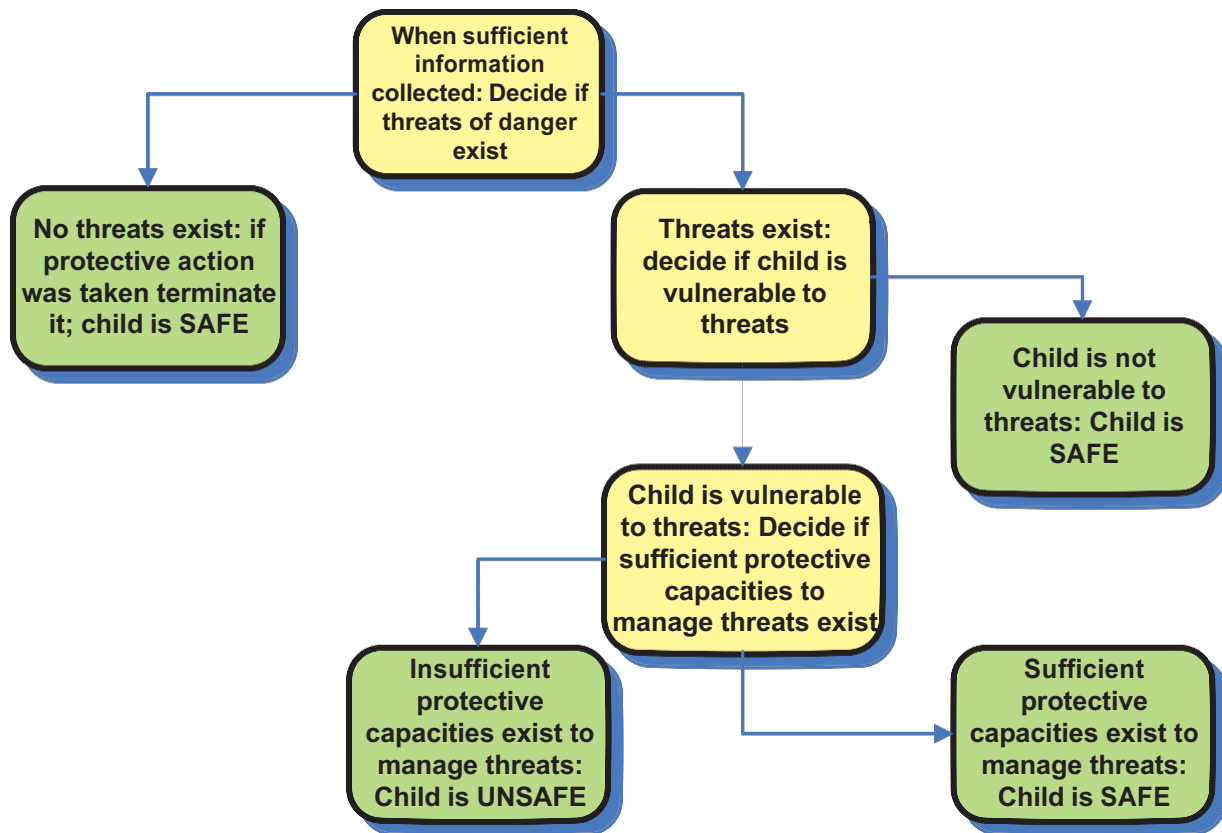 When sufficient
information
collected: Decide if
threats of danger
exist
No threats exist: if
protective action
was taken terminate
it; child is SAFE
Threats exist:
decide if child is
vulnerable to
threats
Child is not
vulnerable to
threats: Child is
SAFE
Child is vulnerable
to threats: Decide if
sufficient protective
capacities to
manage threats exist
Insufficient
protective
capacities exist to
manage threats:
Child is UNSAFE
Sufficient
protective
capacities exist to
manage threats:
Child is SAFE